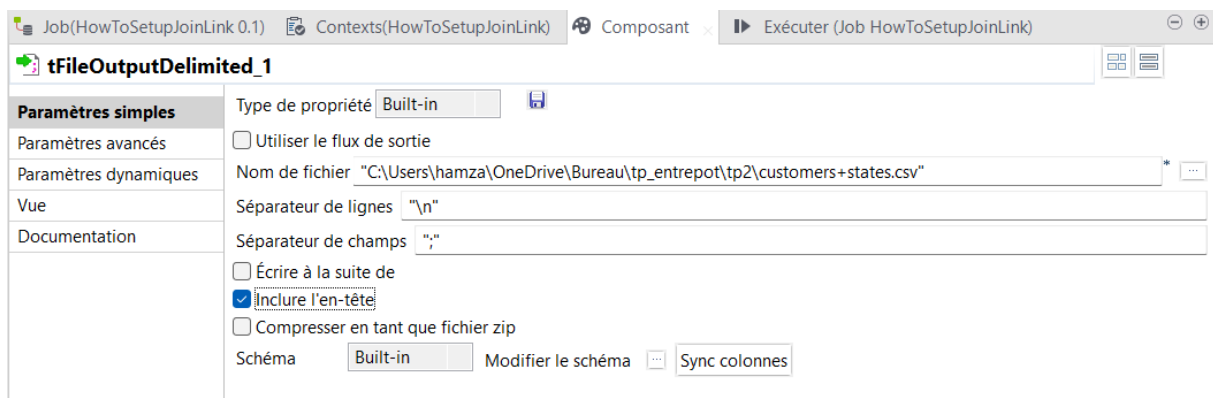 Job(HowToSetupJoinLink 0.1) Contexts(HowToSetupJoinLink) Composant Exécuter (Job HowToSetupJoinLink)
tFileOutputDelimited_1
Paramètres simples
Paramètres avancés
Paramètres dynamiques
Vue
Documentation
Type de propriété Built-in
Utiliser le flux de sortie
Nom de fichier "C:\Users\hamza\OneDrive\Bureau\tp_entrepot\tp2\customers+states.csv" * ...
Séparateur de lignes "\n"
Séparateur de champs ";"
Écrire à la suite de
Inclure l'en-tête
Compresser en tant que fichier zip
Schéma Built-in Modifier le schéma ... Sync colonnes